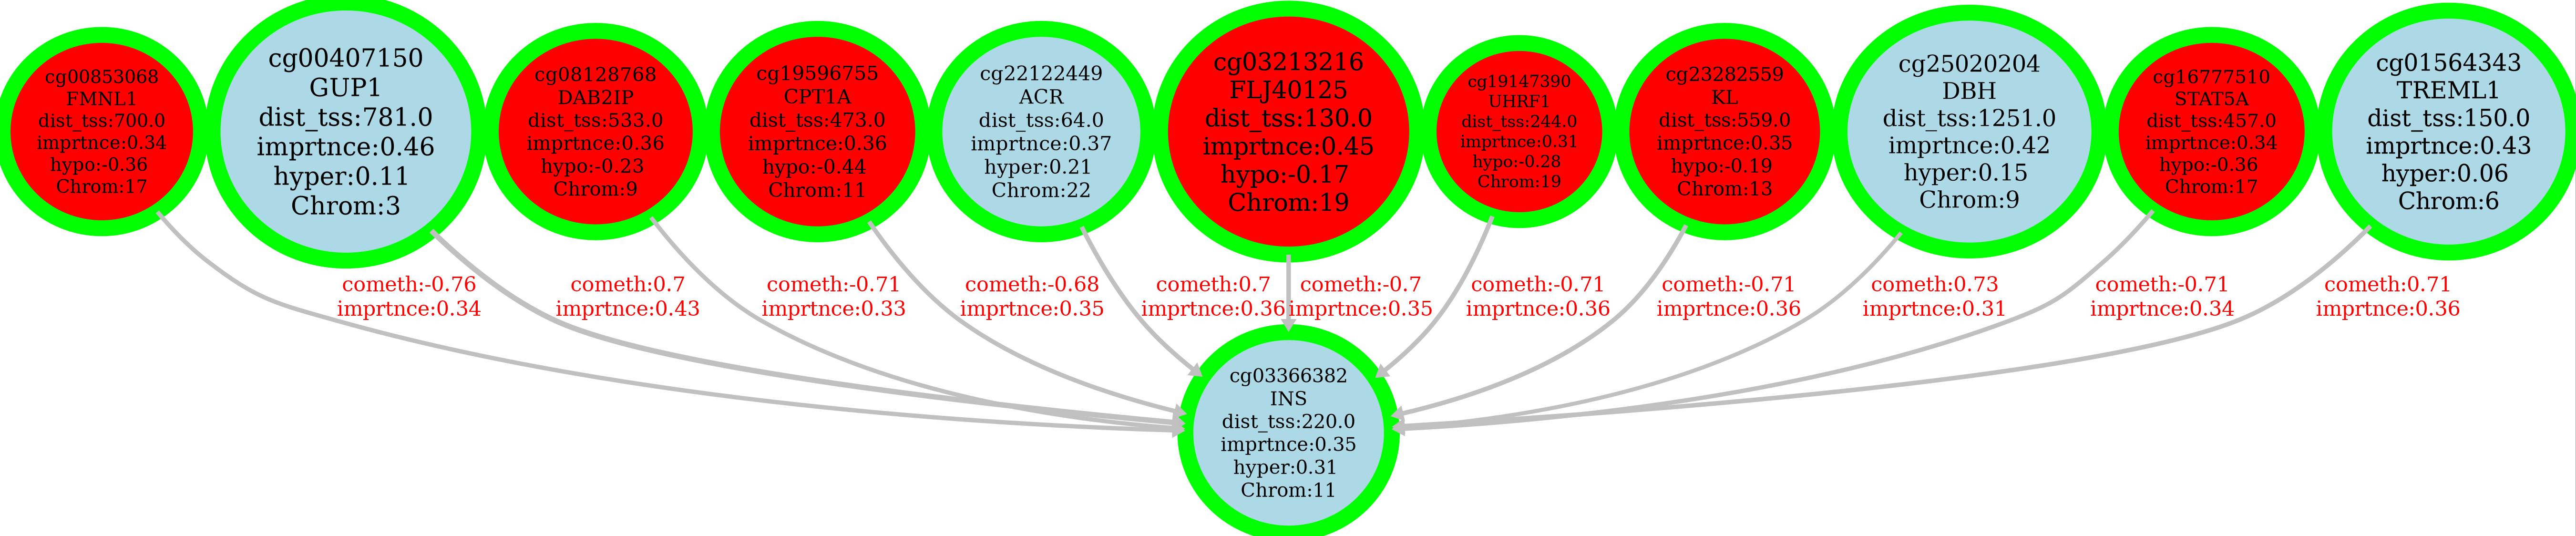 cg00853068
FMNL1
dist_tss:700.0
imprtnce:0.34
hypo:-0.36
Chrom:17
cg00407150
GUP1
dist_tss:781.0
imprtnce:0.46
hyper:0.11
Chrom:3
cg08128768
DAB2IP
dist_tss:533.0
imprtnce:0.36
hypo:-0.23
Chrom:9
cg19596755
CPT1A
dist_tss:473.0
imprtnce:0.36
hypo:-0.44
Chrom:11
cg22122449
ACR
dist_tss:64.0
imprtnce:0.37
hyper:0.21
Chrom:22
cg03213216
FLJ40125
dist_tss:130.0
imprtnce:0.45
hypo:-0.17
Chrom:19
cg19147390
UHRF1
dist_tss:244.0
imprtnce:0.31
hypo:-0.28
Chrom:19
cg23282559
KL
dist_tss:559.0
imprtnce:0.35
hypo:-0.19
Chrom:13
cg25020204
DBH
dist_tss:1251.0
imprtnce:0.42
hyper:0.15
Chrom:9
cg16777510
STAT5A
dist_tss:457.0
imprtnce:0.34
hypo:-0.36
Chrom:17
cg01564343
TREML1
dist_tss:150.0
imprtnce:0.43
hyper:0.06
Chrom:6
cometh:-0.76
imprtnce:0.34
cometh:0.7
imprtnce:0.43
cometh:-0.71
imprtnce:0.33
cometh:-0.68
imprtnce:0.35
cometh:0.7
imprtnce:0.36
cometh:-0.7
imprtnce:0.35
cometh:-0.71
imprtnce:0.36
cometh:-0.71
imprtnce:0.36
cometh:0.73
imprtnce:0.31
cometh:-0.71
imprtnce:0.34
cometh:0.71
imprtnce:0.36
cg03366382
INS
dist_tss:220.0
imprtnce:0.35
hyper:0.31
Chrom:11